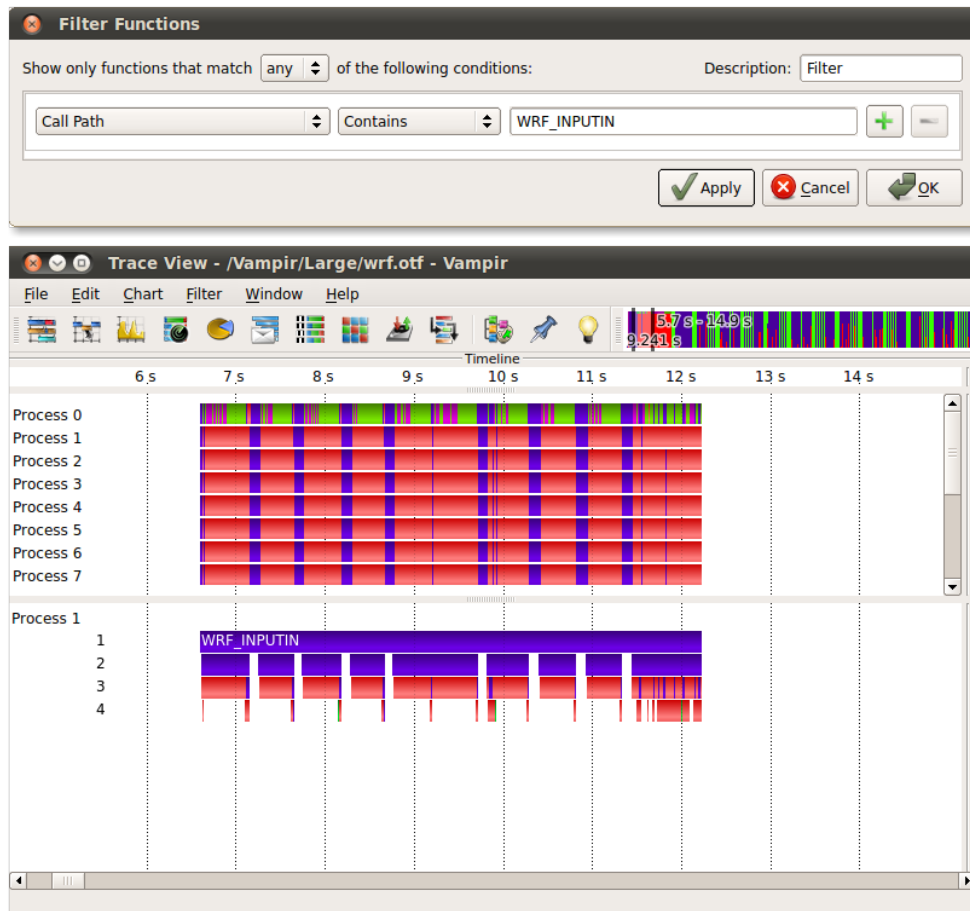 Filter Functions
Show only functions that match any of the following conditions: Description: Filter
Call Path Contains WRF_INPUTIN
Apply Cancel OK
Trace View - /Vampir/Large/wrf.otf - Vampir
File Edit Chart Filter Window Help
5.7 s - 14.9 s
9.241 s
Timeline
6 s 7 s 8 s 9 s 10 s 11 s 12 s 13 s 14 s
Process 0
Process 1
Process 2
Process 3
Process 4
Process 5
Process 6
Process 7
Process 1
1 WRF_INPUTIN
2
3
4